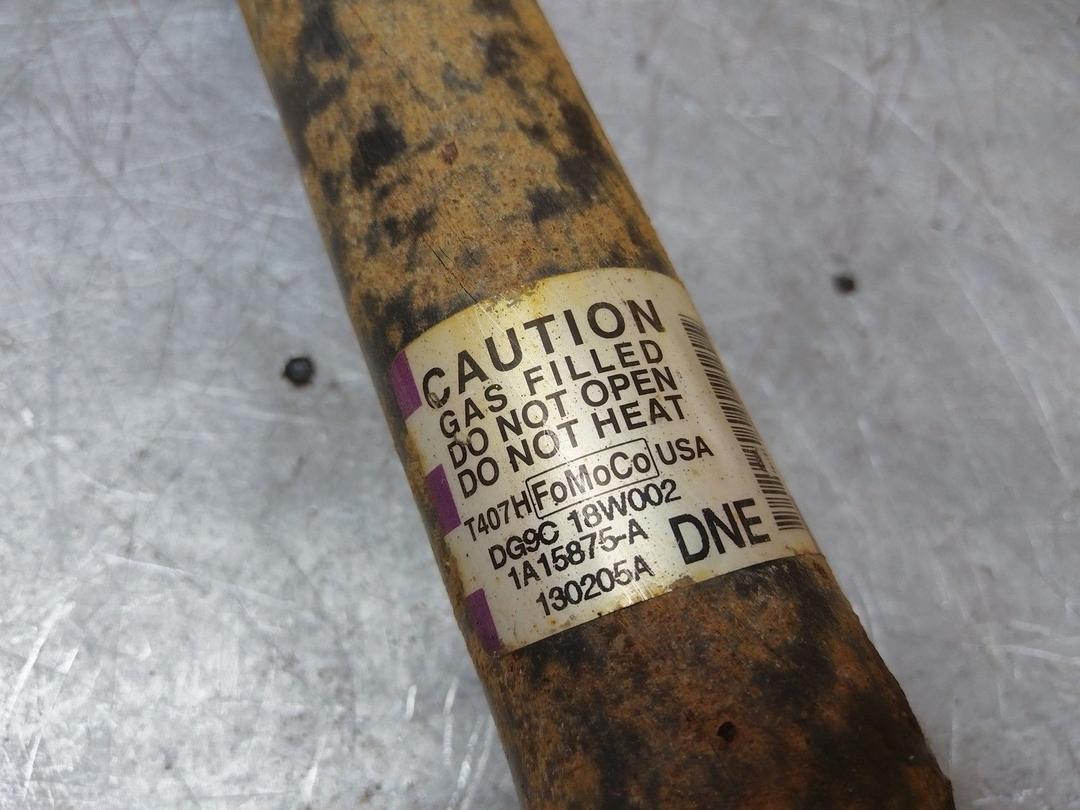 CAUTION
GAS FILLED
DO NOT OPEN
DO NOT HEAT
T407H FoMoCo USA
DG9C 18W002
1A15875-A
130205A DNE